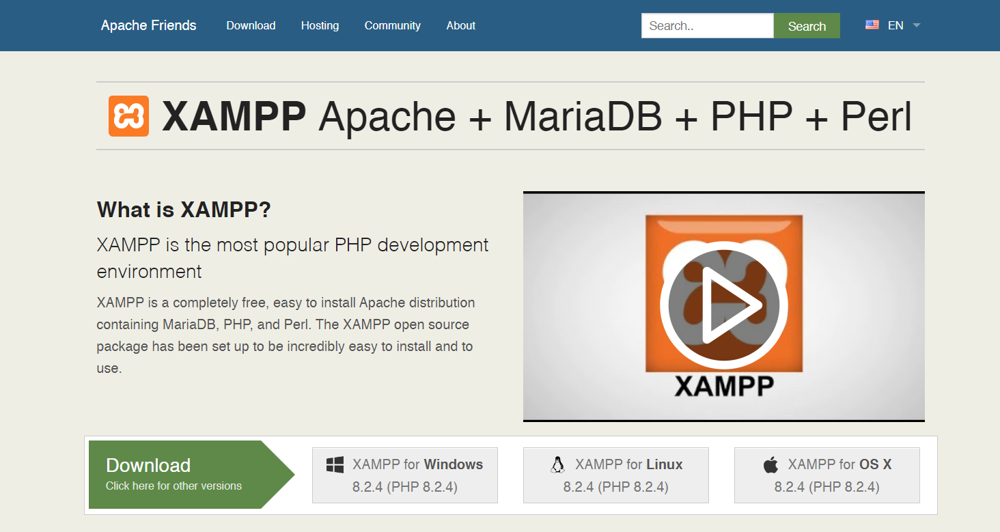 Apache Friends Download Hosting Community About Search.. Search EN
XAMPP Apache + MariaDB + PHP + Perl
What is XAMPP?
XAMPP is the most popular PHP development
environment
XAMPP is a completely free, easy to install Apache distribution
containing MariaDB, PHP, and Perl. The XAMPP open source
package has been set up to be incredibly easy to install and to
use.
XAMPP
Download
Click here for other versions
XAMPP for Windows
8.2.4 (PHP 8.2.4)
XAMPP for Linux
8.2.4 (PHP 8.2.4)
XAMPP for OS X
8.2.4 (PHP 8.2.4)